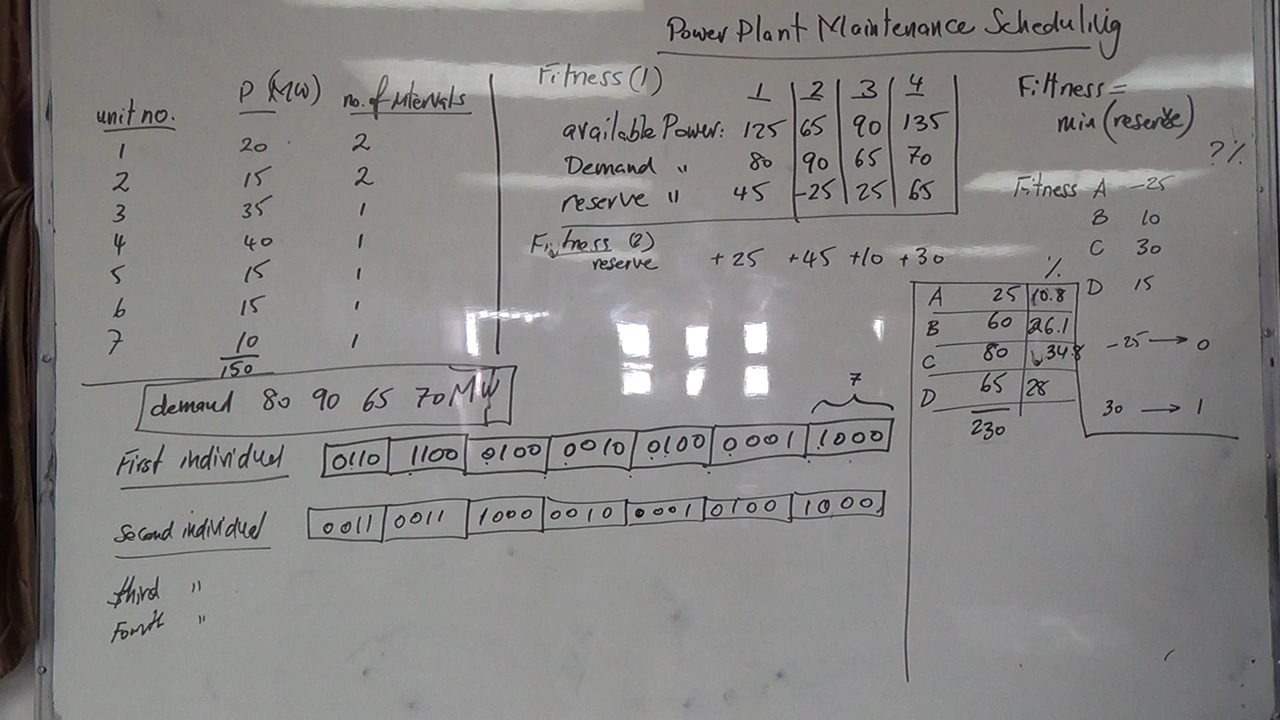 Power Plant Maintenance Scheduling
unit no. P (MW) no. of intervals
1 20 2
2 15 2
3 35 1
4 40 1
5 15 1
6 15 1
7 10 1
150
demand 80 90 65 70 MW
Fitness (1) 1 2 3 4
available Power: 125 65 90 135
Demand " 80 90 65 70
reserve " 45 -25 25 65
Fitness (2)
reserve +25 +45 +10 +30
Fittness =
min (reserve)
?%
Fitness A -25
B 10
C 30
D 15
%
A 25 10.8
B 60 26.1
C 80 34.8
D 65 28
230
-25 → 0
30 → 1
7
First individual 0110 1100 0100 0010 0100 0001 1000
Second individual 0011 0011 1000 0010 0001 0100 1000
third "
Fourth "